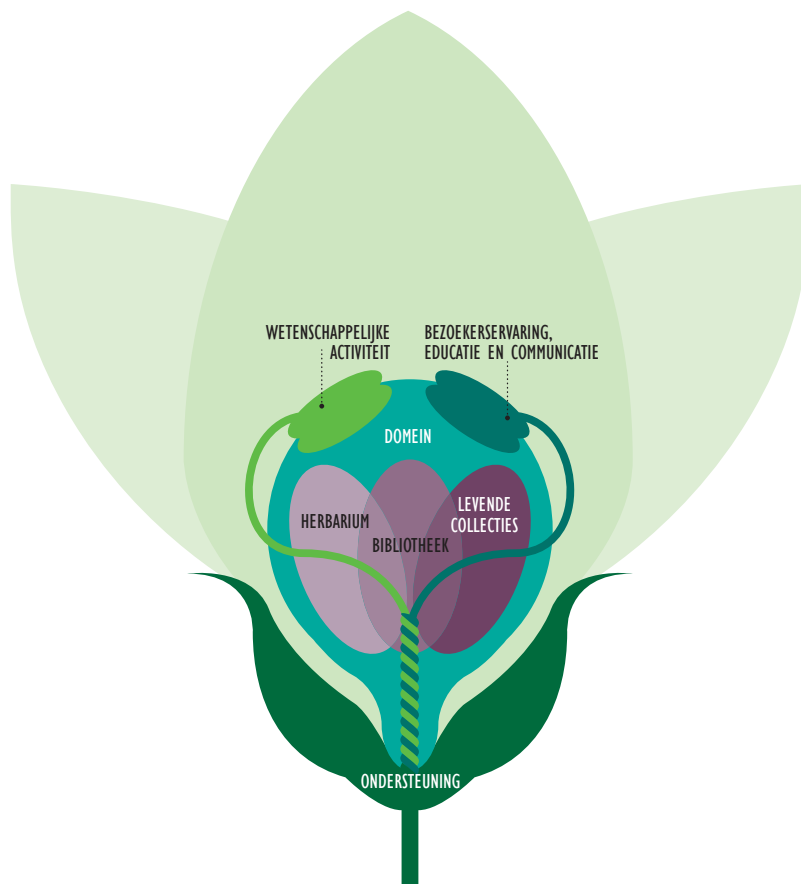 WETENSCHAPPELIJKE
ACTIVITEIT
BEZOEKERSERVARING,
EDUCATIE EN COMMUNICATIE
DOMEIN
HERBARIUM
BIBLIOTHEEK
LEVENDE
COLLECTIES
ONDERSTEUNING